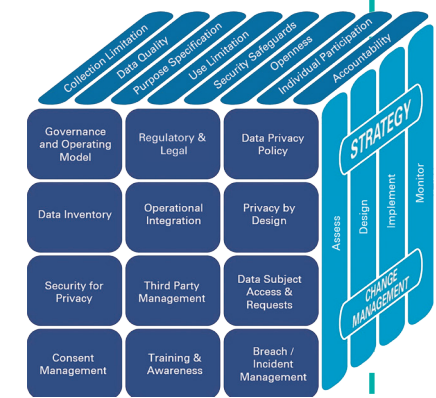 Collection Limitation
Data Quality
Purpose Specification
Use Limitation
Security Safeguards
Openness
Individual Participation
Accountability
Governance
and Operating
Model
Regulatory &
Legal
Data Privacy
Policy
Data Inventory
Operational
Integration
Privacy by
Design
Security for
Privacy
Third Party
Management
Data Subject
Access &
Requests
Consent
Management
Training &
Awareness
Breach /
Incident
Management
Assess
Design
Implement
Monitor
STRATEGY
CHANGE
MANAGEMENT